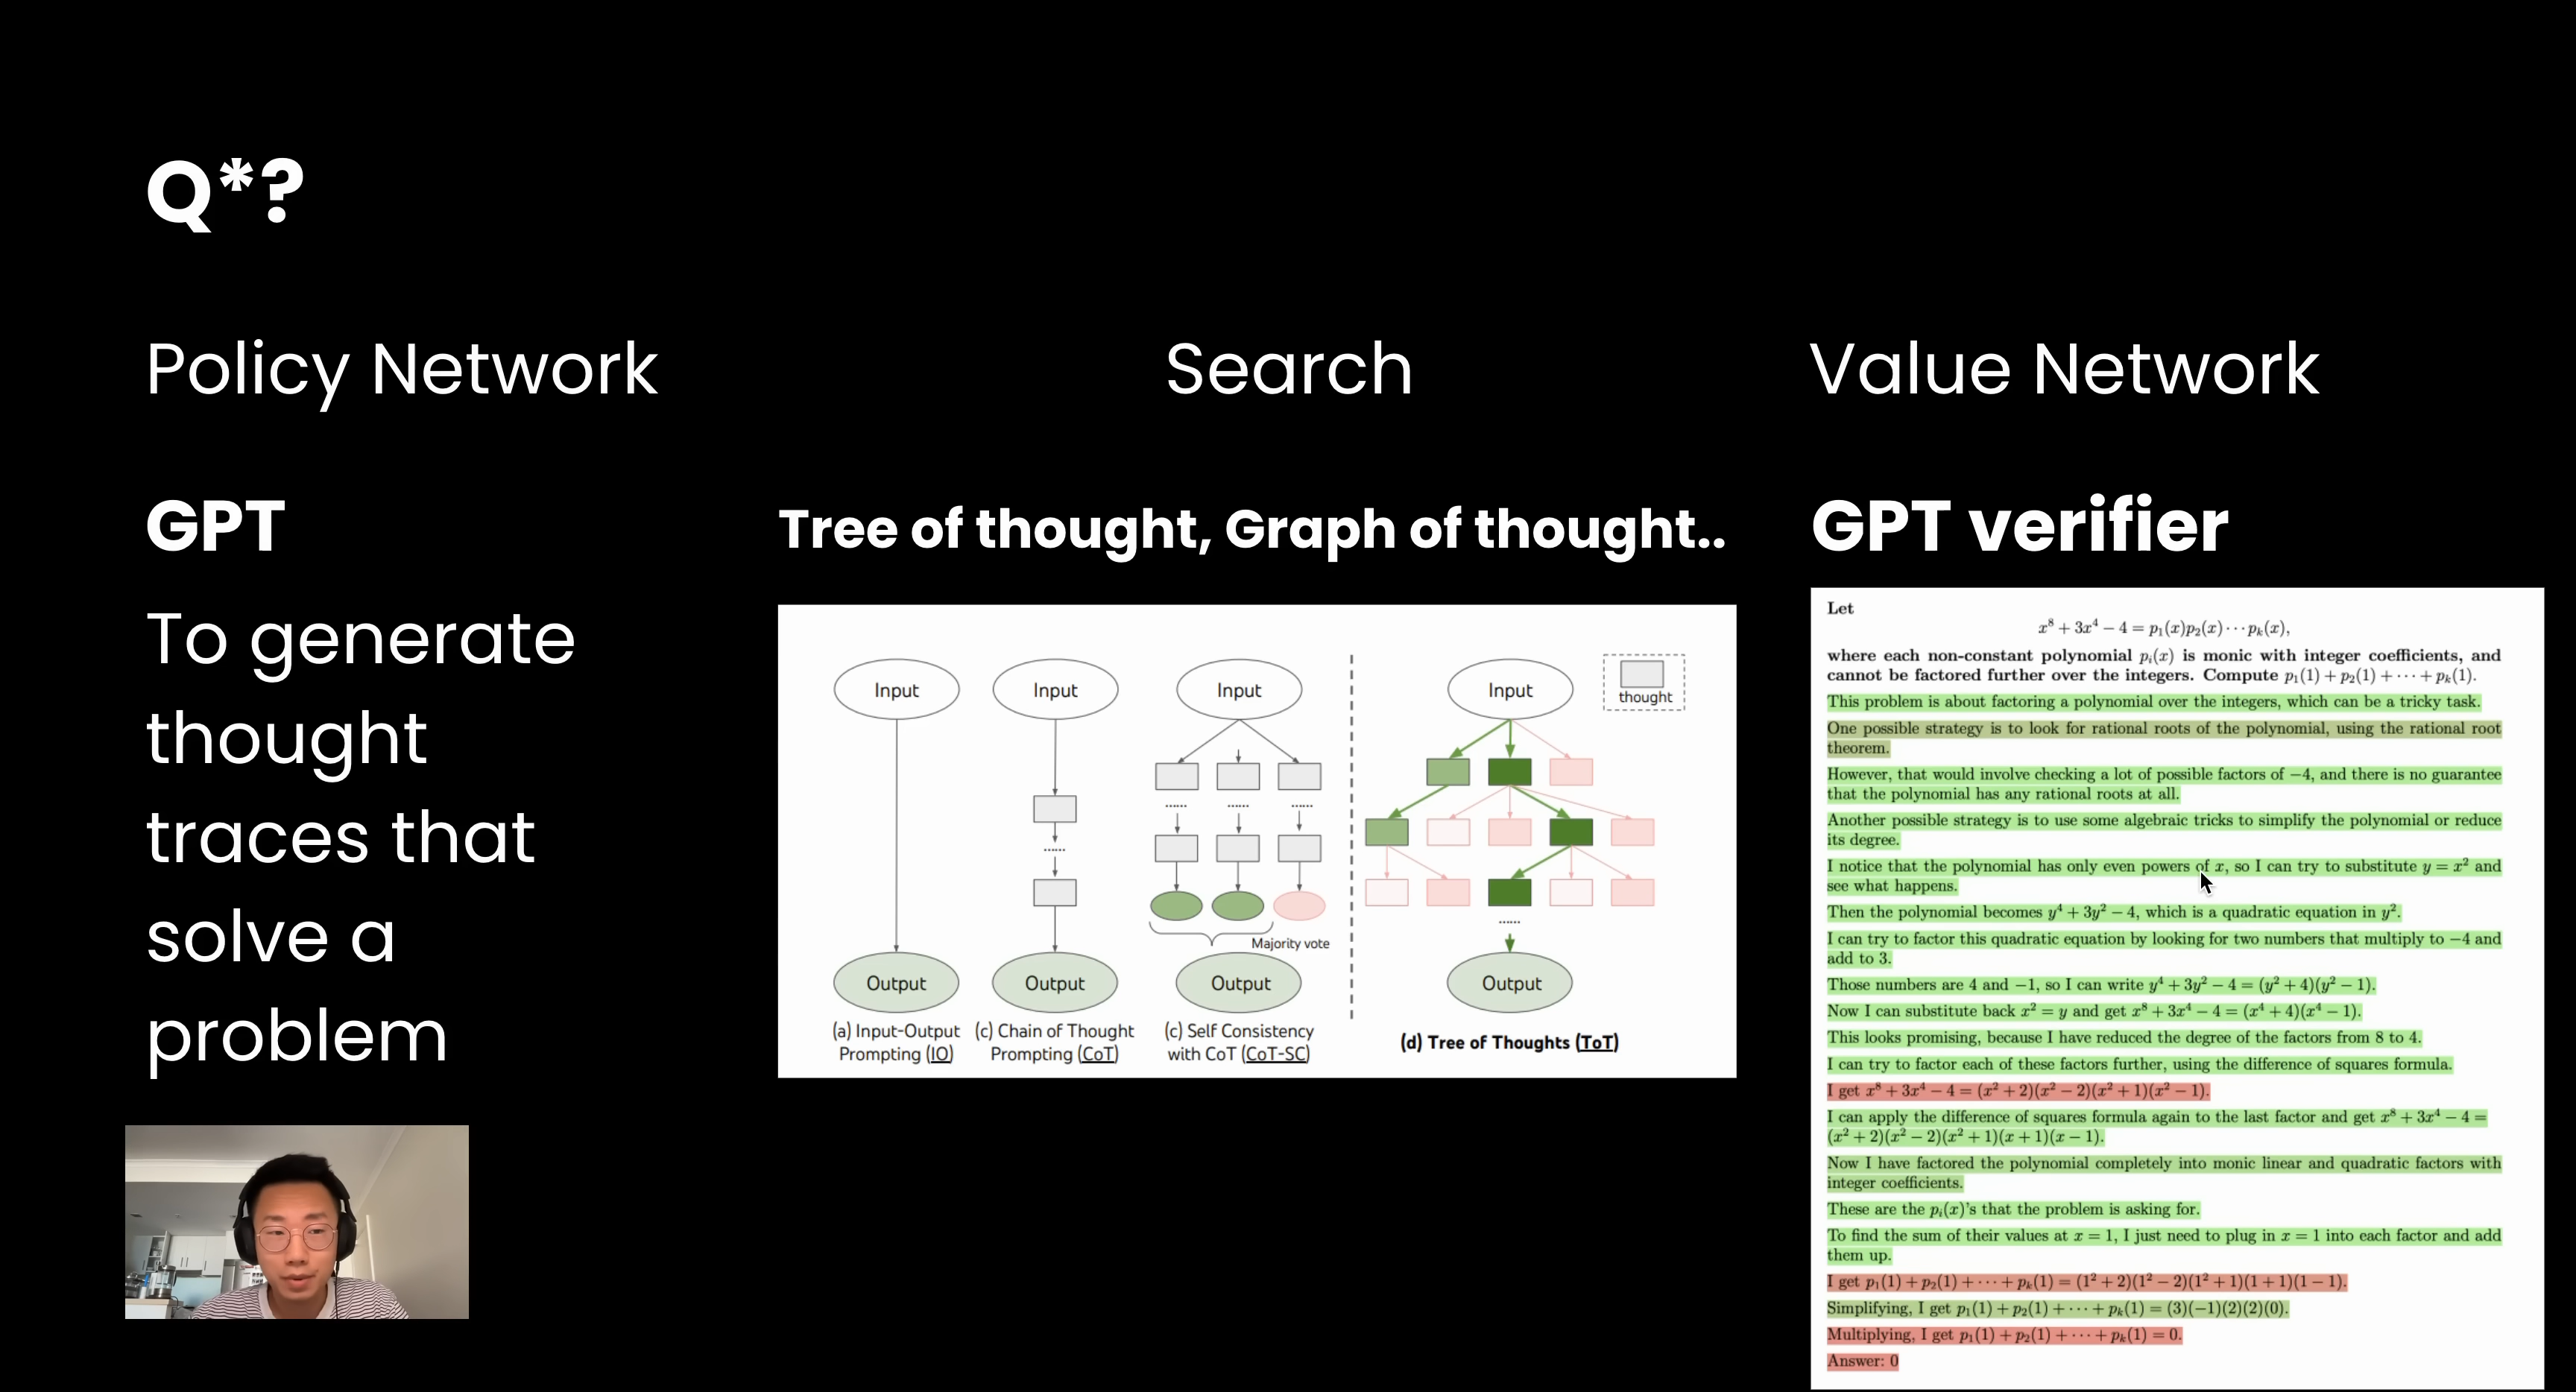 Q*?
Policy Network
Search
Value Network
GPT
To generate
thought
traces that
solve a
problem
Tree of thought, Graph of thought..
Input
Input
Input
Input
thought
......
......
......
......
Majority vote
......
Output
Output
Output
Output
(a) Input-Output
Prompting (IO)
(c) Chain of Thought
Prompting (CoT)
(c) Self Consistency
with CoT (CoT-SC)
(d) Tree of Thoughts (ToT)
GPT verifier
Let
x⁸ + 3x⁴ − 4 = p₁(x)p₂(x) ⋯ pₖ(x),
where each non-constant polynomial pᵢ(x) is monic with integer coefficients, and
cannot be factored further over the integers. Compute p₁(1) + p₂(1) + ⋯ + pₖ(1).
This problem is about factoring a polynomial over the integers, which can be a tricky task.
One possible strategy is to look for rational roots of the polynomial, using the rational root
theorem.
However, that would involve checking a lot of possible factors of −4, and there is no guarantee
that the polynomial has any rational roots at all.
Another possible strategy is to use some algebraic tricks to simplify the polynomial or reduce
its degree.
I notice that the polynomial has only even powers of x, so I can try to substitute y = x² and
see what happens.
Then the polynomial becomes y⁴ + 3y² − 4, which is a quadratic equation in y².
I can try to factor this quadratic equation by looking for two numbers that multiply to −4 and
add to 3.
Those numbers are 4 and −1, so I can write y⁴ + 3y² − 4 = (y² + 4)(y² − 1).
Now I can substitute back x² = y and get x⁸ + 3x⁴ − 4 = (x⁴ + 4)(x⁴ − 1).
This looks promising, because I have reduced the degree of the factors from 8 to 4.
I can try to factor each of these factors further, using the difference of squares formula.
I get x⁸ + 3x⁴ − 4 = (x² + 2)(x² − 2)(x² + 1)(x² − 1).
I can apply the difference of squares formula again to the last factor and get x⁸ + 3x⁴ − 4 =
(x² + 2)(x² − 2)(x² + 1)(x + 1)(x − 1).
Now I have factored the polynomial completely into monic linear and quadratic factors with
integer coefficients.
These are the pᵢ(x)'s that the problem is asking for.
To find the sum of their values at x = 1, I just need to plug in x = 1 into each factor and add
them up.
I get p₁(1) + p₂(1) + ⋯ + pₖ(1) = (1² + 2)(1² − 2)(1² + 1)(1 + 1)(1 − 1).
Simplifying, I get p₁(1) + p₂(1) + ⋯ + pₖ(1) = (3)(−1)(2)(2)(0).
Multiplying, I get p₁(1) + p₂(1) + ⋯ + pₖ(1) = 0.
Answer: 0